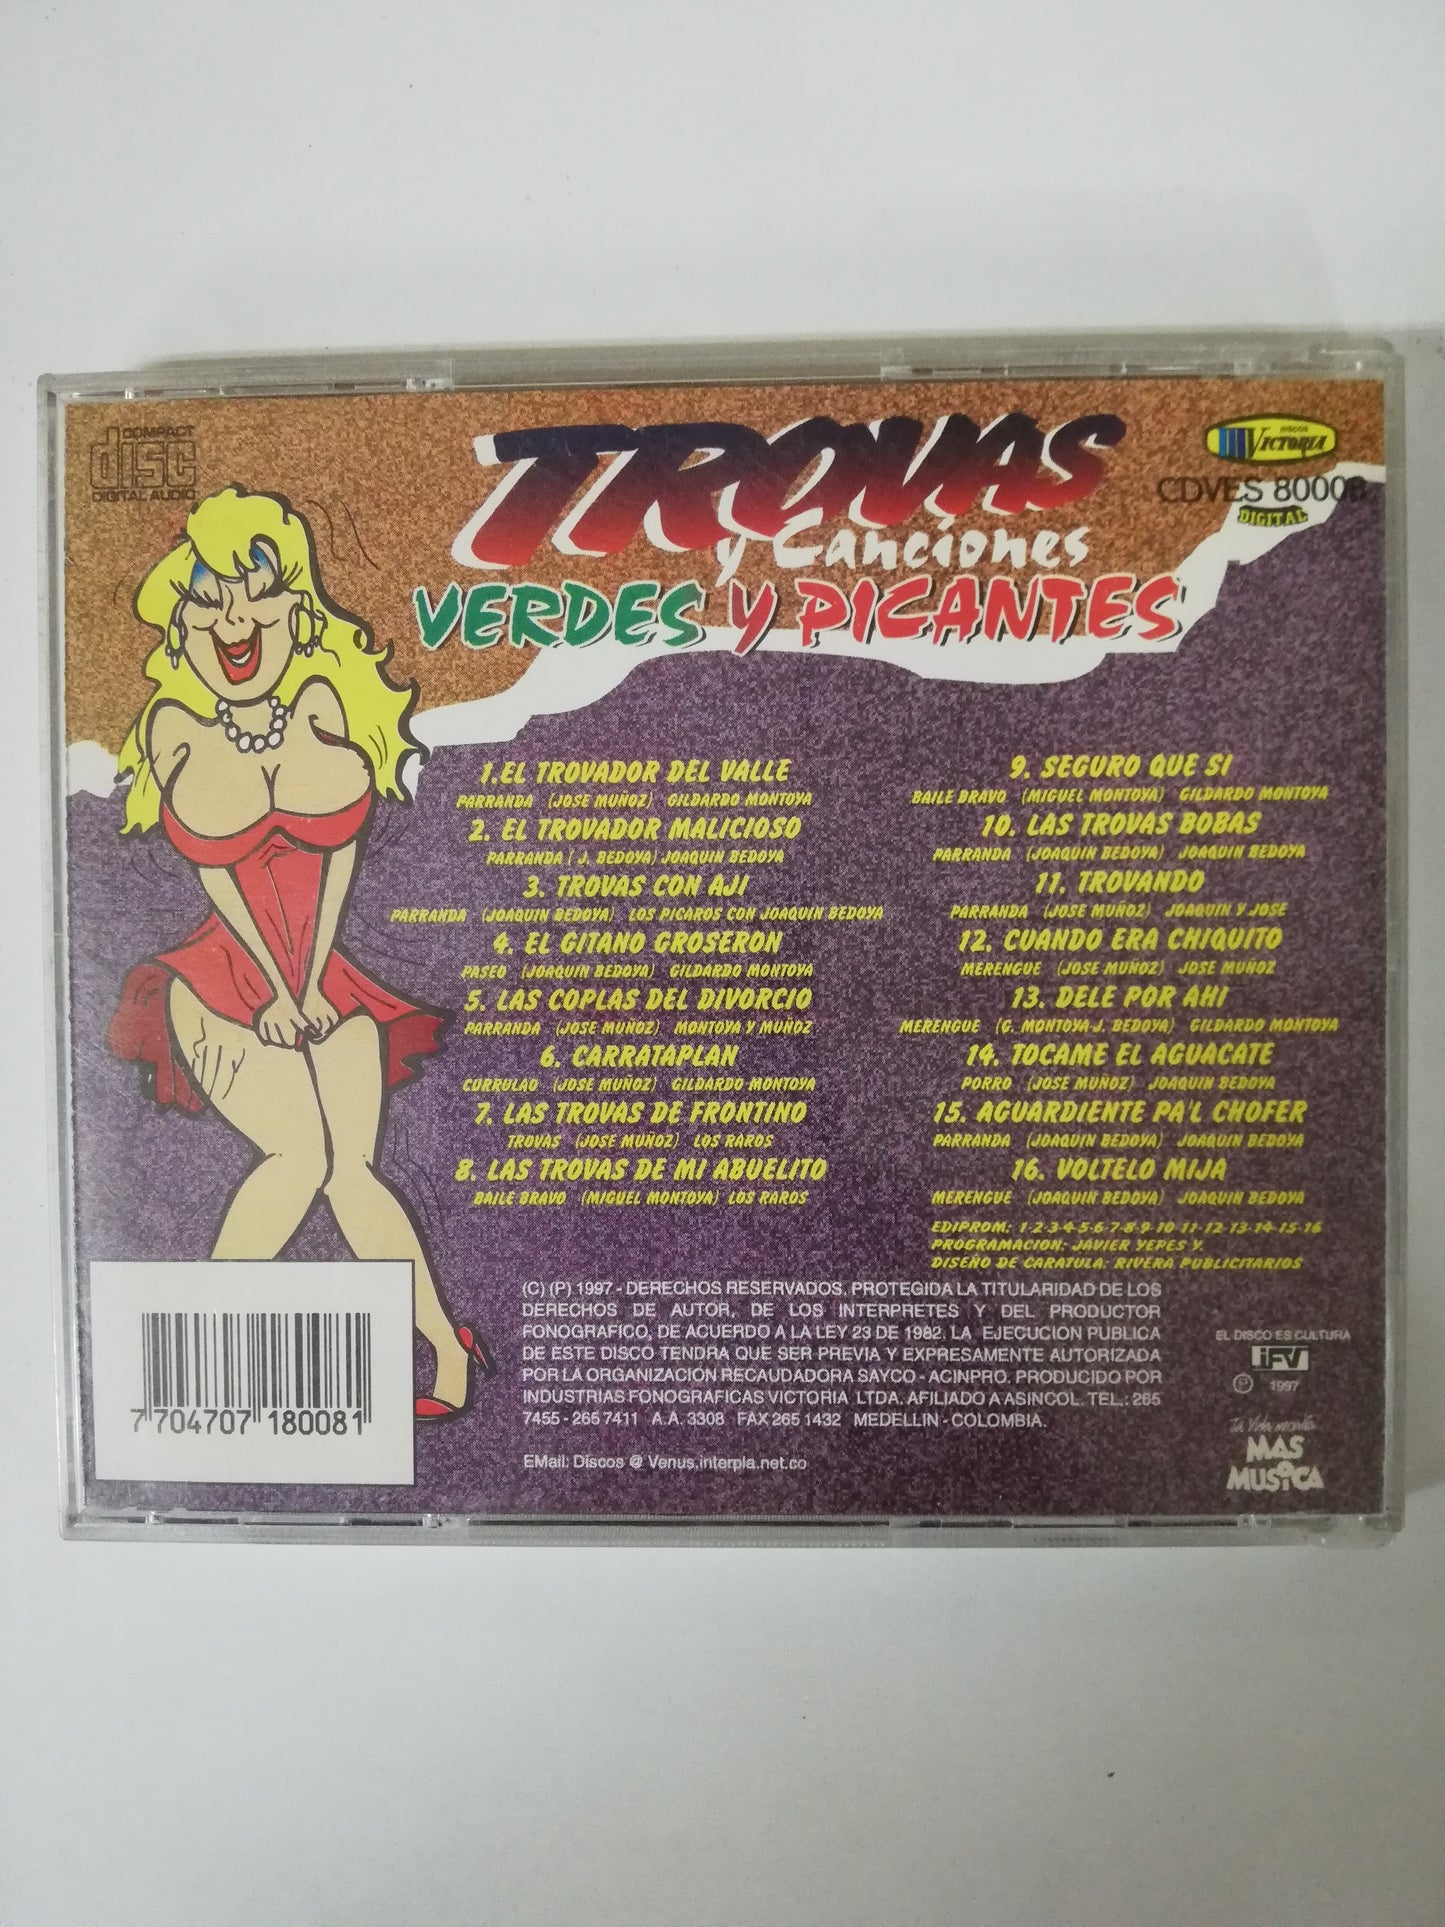 COMPACT
disc
DIGITAL AUDIO
TROVAS
y Canciones
VERDES Y PICANTES
DISCOS
VICTORIA
CDVES 80008
DIGITAL
1.EL TROVADOR DEL VALLE
PARRANDA (JOSE MUÑOZ) GILDARDO MONTOYA
2. EL TROVADOR MALICIOSO
PARRANDA ( J. BEDOYA) JOAQUIN BEDOYA
3. TROVAS CON AJI
PARRANDA (JOAQUIN BEDOYA) LOS PICAROS CON JOAQUIN BEDOYA
4. EL GITANO GROSERON
PASEO (JOAQUIN BEDOYA) GILDARDO MONTOYA
5. LAS COPLAS DEL DIVORCIO
PARRANDA (JOSE MUÑOZ) MONTOYA Y MUÑOZ
6. CARRATAPLAN
CURRULAO (JOSE MUÑOZ) GILDARDO MONTOYA
7. LAS TROVAS DE FRONTINO
TROVAS (JOSE MUÑOZ) LOS RAROS
8. LAS TROVAS DE MI ABUELITO
BAILE BRAVO (MIGUEL MONTOYA) LOS RAROS
9. SEGURO QUE SI
BAILE BRAVO (MIGUEL MONTOYA) GILDARDO MONTOYA
10. LAS TROVAS BOBAS
PARRANDA (JOAQUIN BEDOYA) JOAQUIN BEDOYA
11. TROVANDO
PARRANDA (JOSE MUÑOZ) JOAQUIN Y JOSE
12. CUANDO ERA CHIQUITO
MERENGUE (JOSE MUÑOZ) JOSE MUÑOZ
13. DELE POR AHI
MERENGUE (G. MONTOYA-J. BEDOYA) GILDARDO MONTOYA
14. TOCAME EL AGUACATE
PORRO (JOSE MUÑOZ) JOAQUIN BEDOYA
15. AGUARDIENTE PA'L CHOFER
PARRANDA (JOAQUIN BEDOYA) JOAQUIN BEDOYA
16. VOLTELO MIJA
MERENGUE (JOAQUIN BEDOYA) JOAQUIN BEDOYA
EDIPROM: 1-2-3-4-5-6-7-8-9-10-11-12-13-14-15-16
PROGRAMACION: JAVIER YEPES Y.
DISEÑO DE CARATULA: RIVERA PUBLICITARIOS
(C) (P) 1997 - DERECHOS RESERVADOS. PROTEGIDA LA TITULARIDAD DE LOS
DERECHOS DE AUTOR, DE LOS INTERPRETES Y DEL PRODUCTOR
FONOGRAFICO, DE ACUERDO A LA LEY 23 DE 1982. LA EJECUCION PUBLICA
DE ESTE DISCO TENDRA QUE SER PREVIA Y EXPRESAMENTE AUTORIZADA
POR LA ORGANIZACION RECAUDADORA SAYCO - ACINPRO. PRODUCIDO POR
INDUSTRIAS FONOGRAFICAS VICTORIA LTDA. AFILIADO A ASINCOL. TEL.: 265
7455 - 265 7411 A.A. 3308 FAX 265 1432 MEDELLIN - COLOMBIA.
EMail: Discos @ Venus.interpla.net.co
EL DISCO ES CULTURA
IFV
P 1997
Tu Vida necesita
MAS
MUSICA
7 704707 180081